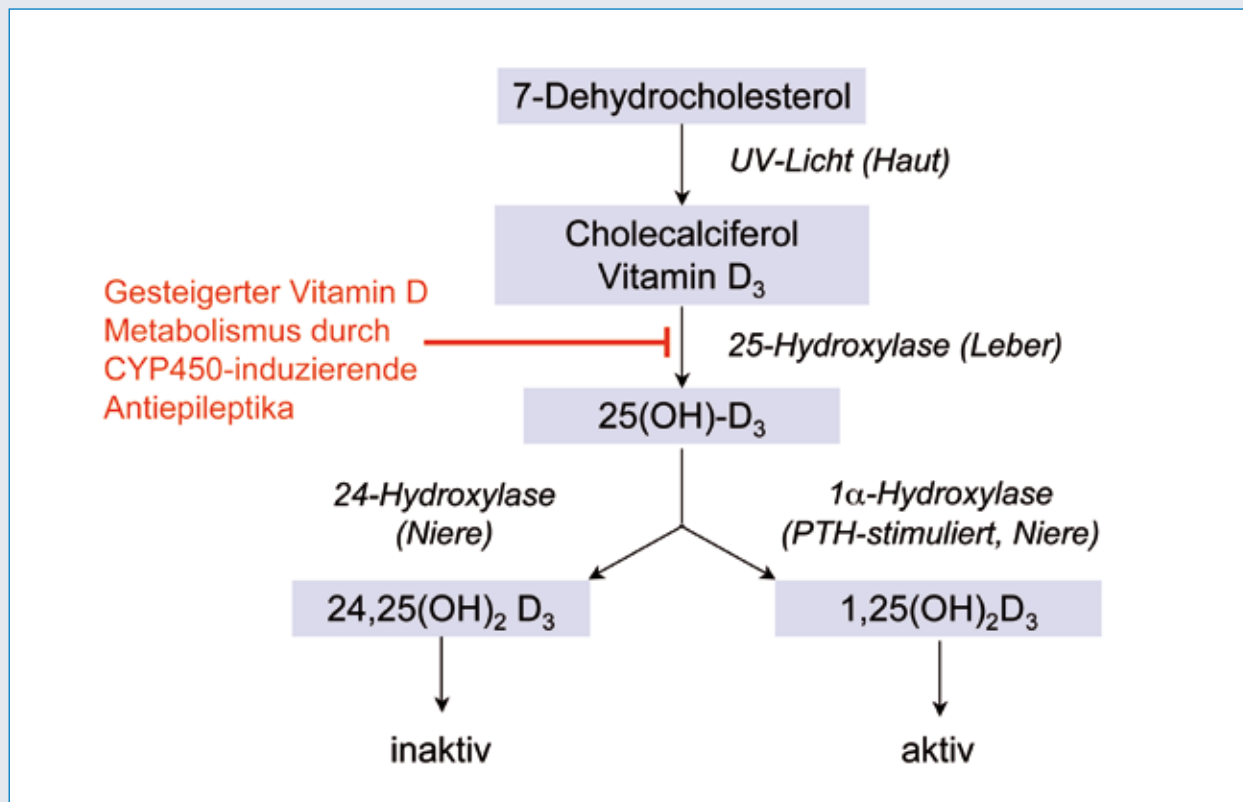 7-Dehydrocholesterol
UV-Licht (Haut)
Cholecalciferol
Vitamin D₃
Gesteigerter Vitamin D
Metabolismus durch
CYP450-induzierende
Antiepileptika
25-Hydroxylase (Leber)
25(OH)-D₃
24-Hydroxylase
(Niere)
1α-Hydroxylase
(PTH-stimuliert, Niere)
24,25(OH)₂ D₃
1,25(OH)₂D₃
inaktiv
aktiv